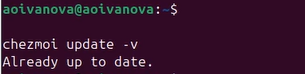 aoivanova@aoivanova:~$
chezmoi update -v
Already up to date.